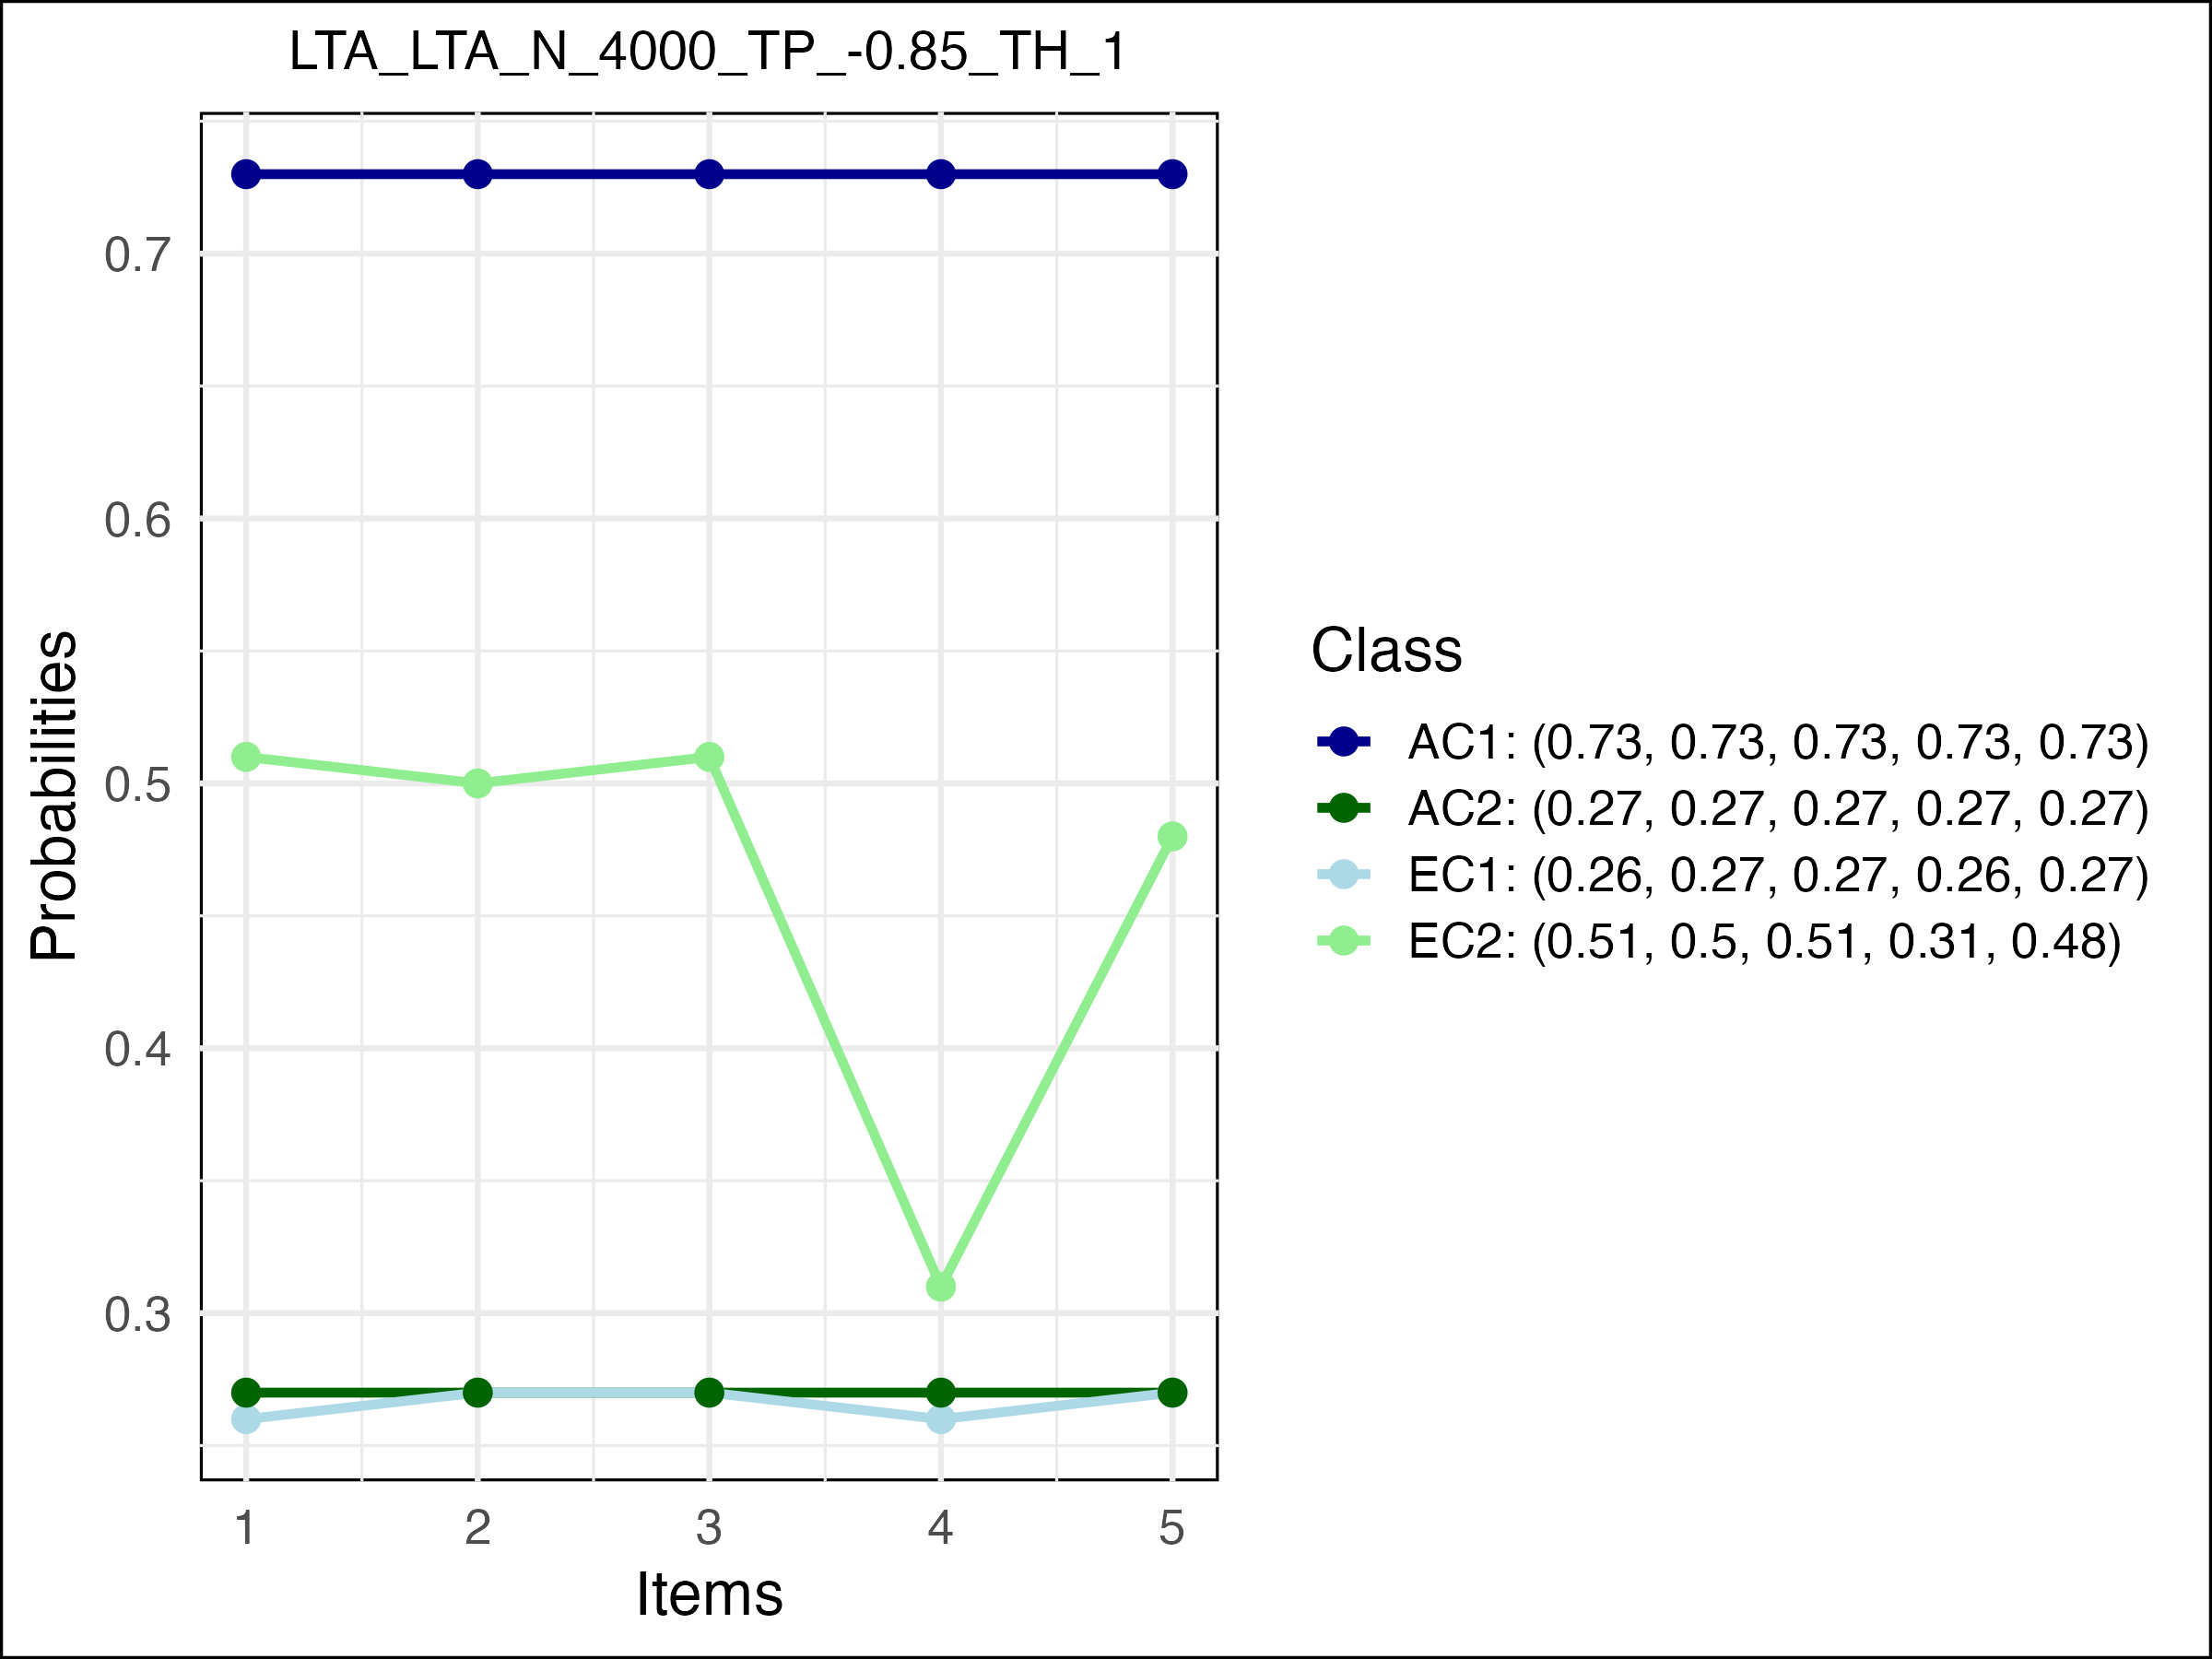 LTA_LTA_N_4000_TP_-0.85_TH_1
0.7
0.6
0.5
0.4
0.3
Probabilities
1 2 3 4 5
Items
Class
AC1: (0.73, 0.73, 0.73, 0.73, 0.73)
AC2: (0.27, 0.27, 0.27, 0.27, 0.27)
EC1: (0.26, 0.27, 0.27, 0.26, 0.27)
EC2: (0.51, 0.5, 0.51, 0.31, 0.48)